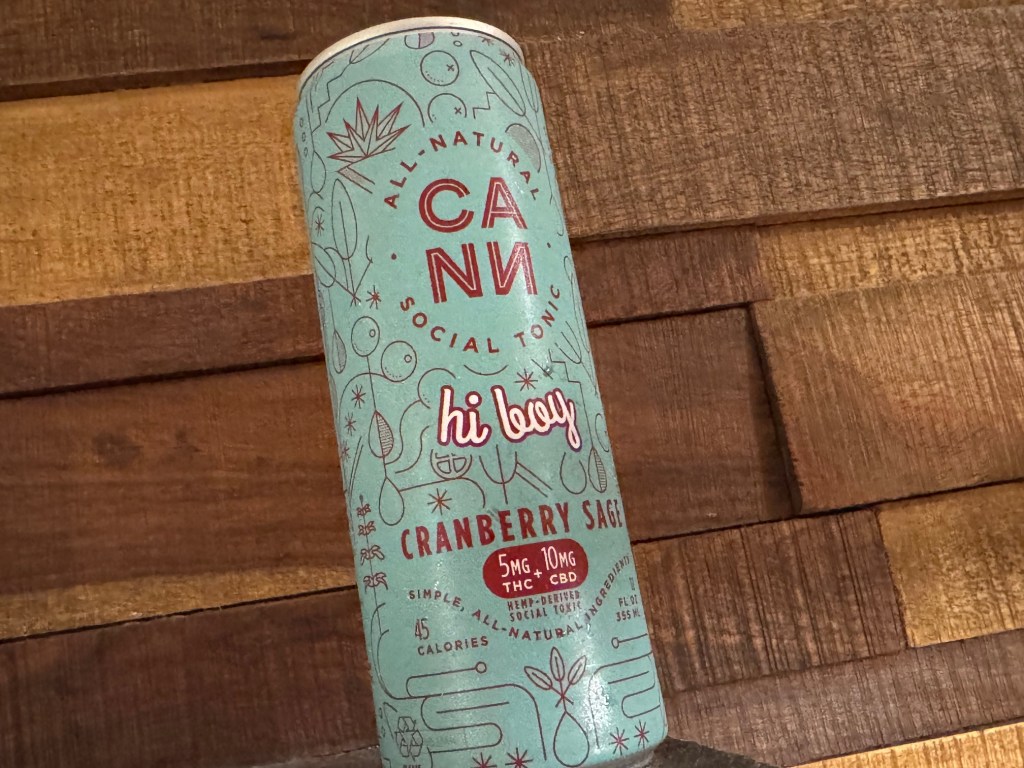 ALL-NATURAL
CA
NN
SOCIAL TONIC
hi boy
CRANBERRY SAGE
5MG + 10MG
THC CBD
HEMP-DERIVED
SOCIAL TONIC
SIMPLE, ALL-NATURAL INGREDIENTS
45
CALORIES
FL OZ
355 ML